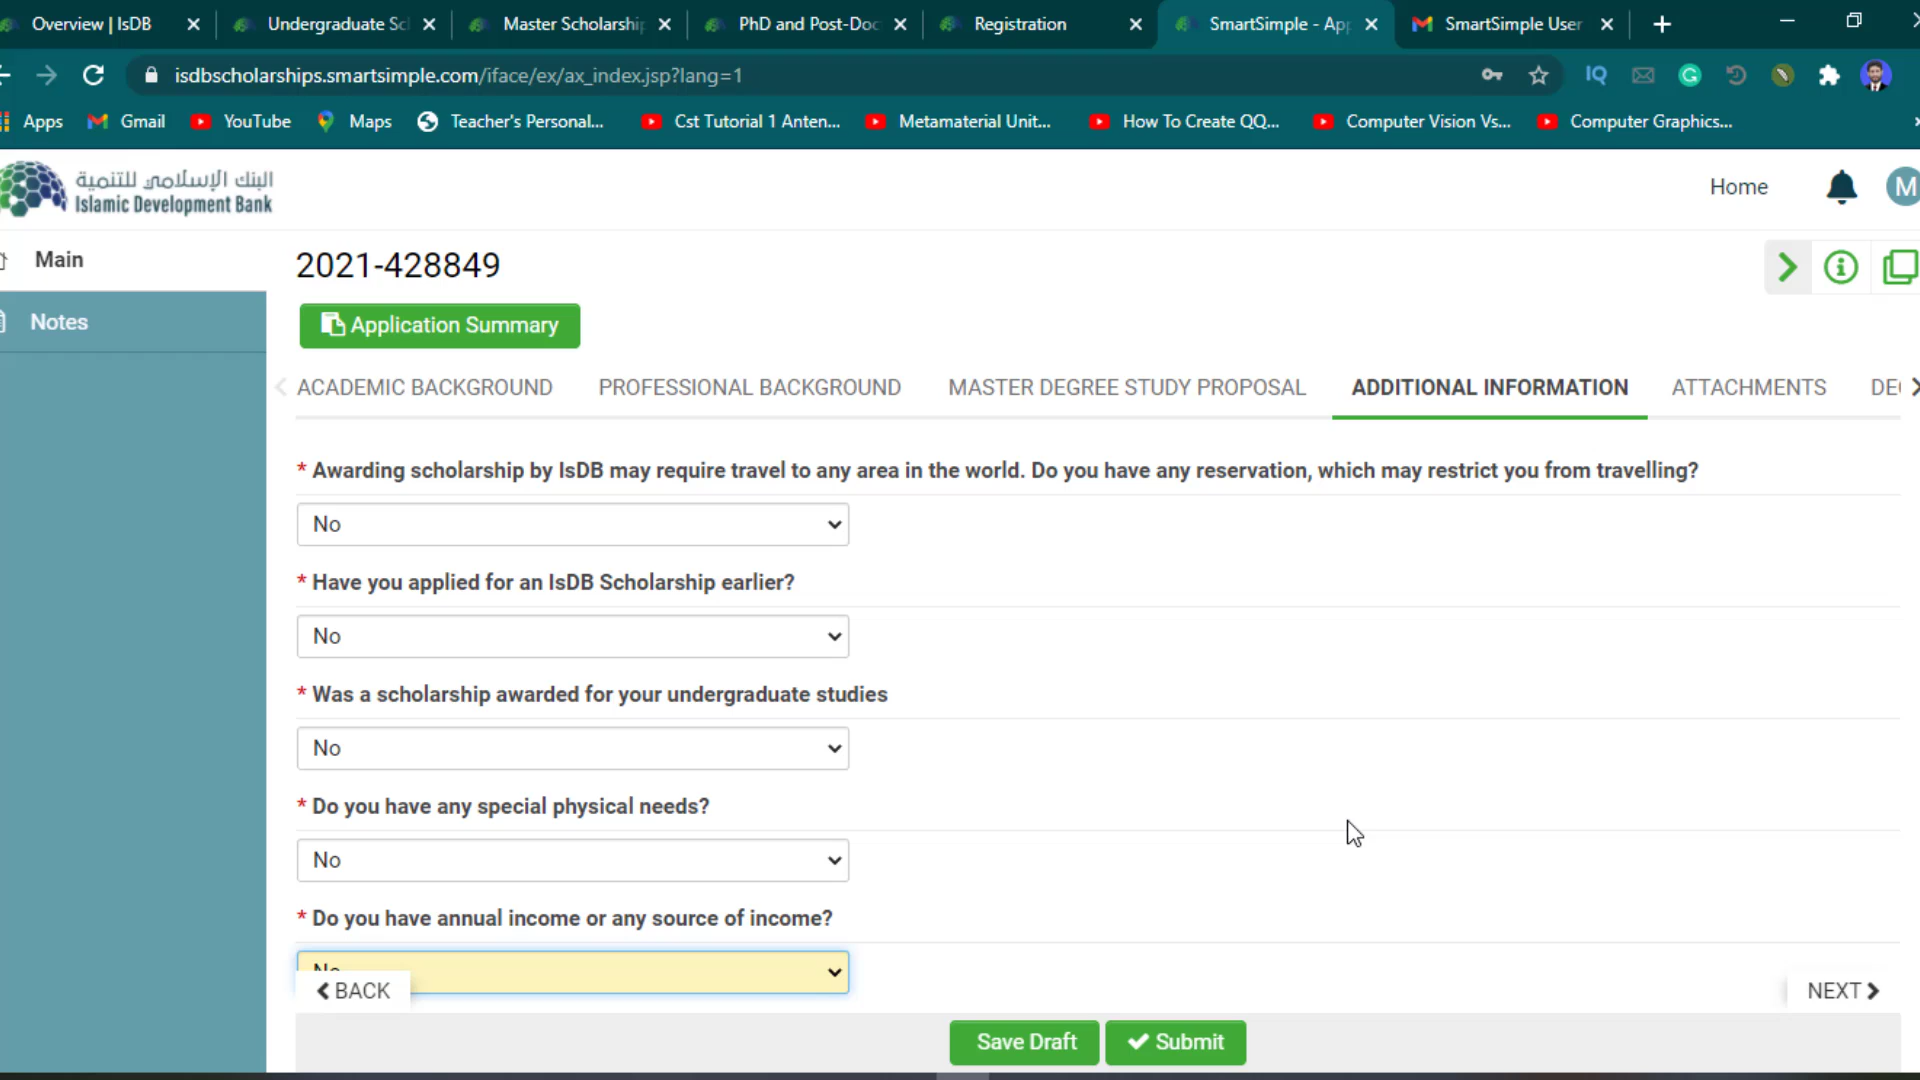 Overview | IsDB
Undergraduate Sc
Master Scholarshi
PhD and Post-Doc
Registration
SmartSimple - Ap
SmartSimple User
isdbscholarships.smartsimple.com/iface/ex/ax_index.jsp?lang=1
IQ
Apps
Gmail
YouTube
Maps
Teacher's Personal...
Cst Tutorial 1 Anten...
Metamaterial Unit...
How To Create QQ...
Computer Vision Vs...
Computer Graphics...
البنك الإسلامي للتنمية
Islamic Development Bank
Home
M
Main
Notes
2021-428849
Application Summary
ACADEMIC BACKGROUND
PROFESSIONAL BACKGROUND
MASTER DEGREE STUDY PROPOSAL
ADDITIONAL INFORMATION
ATTACHMENTS
DE
* Awarding scholarship by IsDB may require travel to any area in the world. Do you have any reservation, which may restrict you from travelling?
No
* Have you applied for an IsDB Scholarship earlier?
No
* Was a scholarship awarded for your undergraduate studies
No
* Do you have any special physical needs?
No
* Do you have annual income or any source of income?
No
BACK
NEXT
Save Draft
Submit